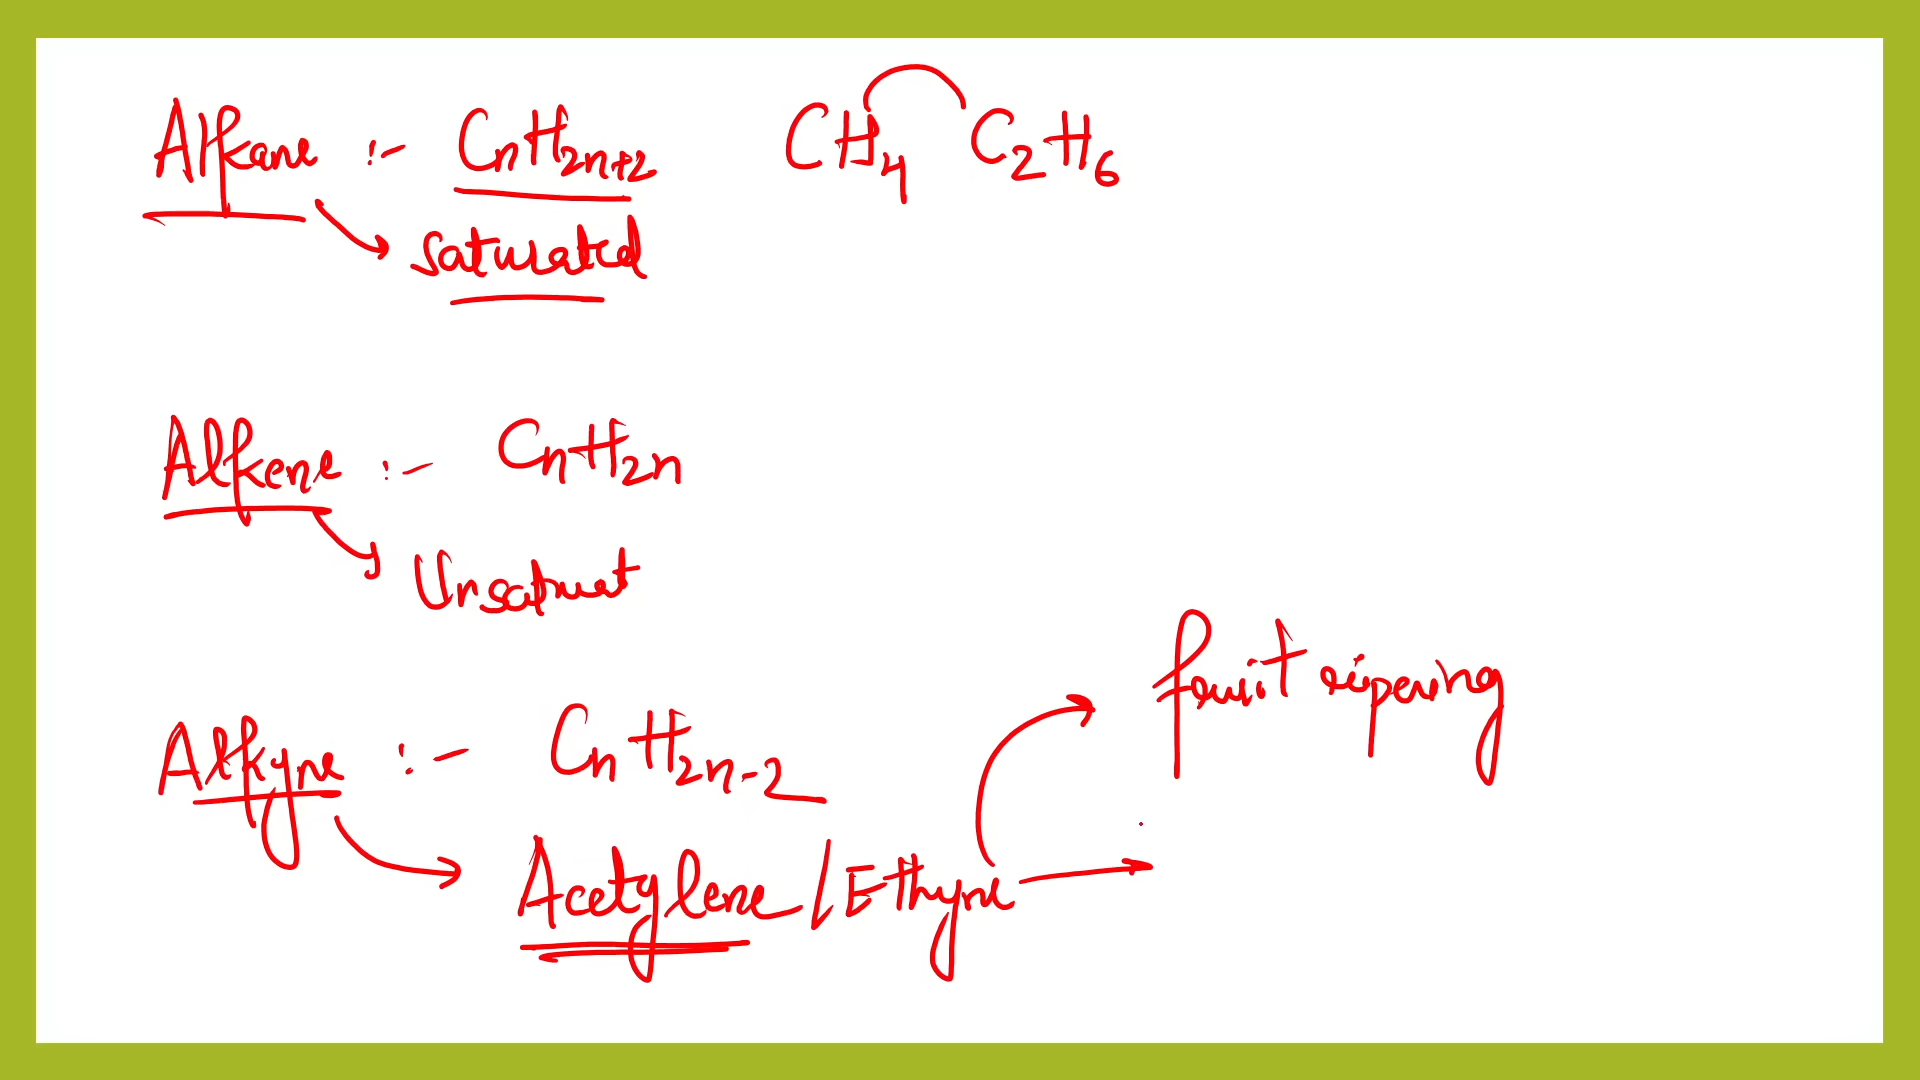 Alkane :- CnH2n+2 CH4 C2H6
saturated
Alkene :- CnH2n
Unsaturat
Alkyne :- CnH2n-2
fruit ripening
Acetylene / Ethyne